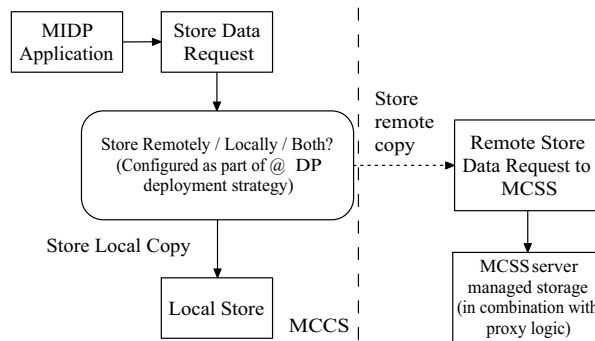 MIDP
Application
Store Data
Request
Store Remotely / Locally / Both?
(Configured as part of @ DP
deployment strategy)
Store
remote
copy
Remote Store
Data Request to
MCSS
Store Local Copy
Local Store
MCCS
MCSS server
managed storage
(in combination with
proxy logic)